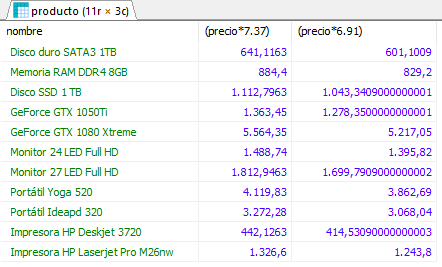 producto (11r × 3c)
nombre (precio*7.37) (precio*6.91)
Disco duro SATA3 1TB 641,1163 601,1009
Memoria RAM DDR4 8GB 884,4 829,2
Disco SSD 1 TB 1.112,7963 1.043,3409000000001
GeForce GTX 1050Ti 1.363,45 1.278,3500000000001
GeForce GTX 1080 Xtreme 5.564,35 5.217,05
Monitor 24 LED Full HD 1.488,74 1.395,82
Monitor 27 LED Full HD 1.812,9463 1.699,7909000000002
Portátil Yoga 520 4.119,83 3.862,69
Portátil Ideapd 320 3.272,28 3.068,04
Impresora HP Deskjet 3720 442,1263 414,53090000000003
Impresora HP Laserjet Pro M26nw 1.326,6 1.243,8